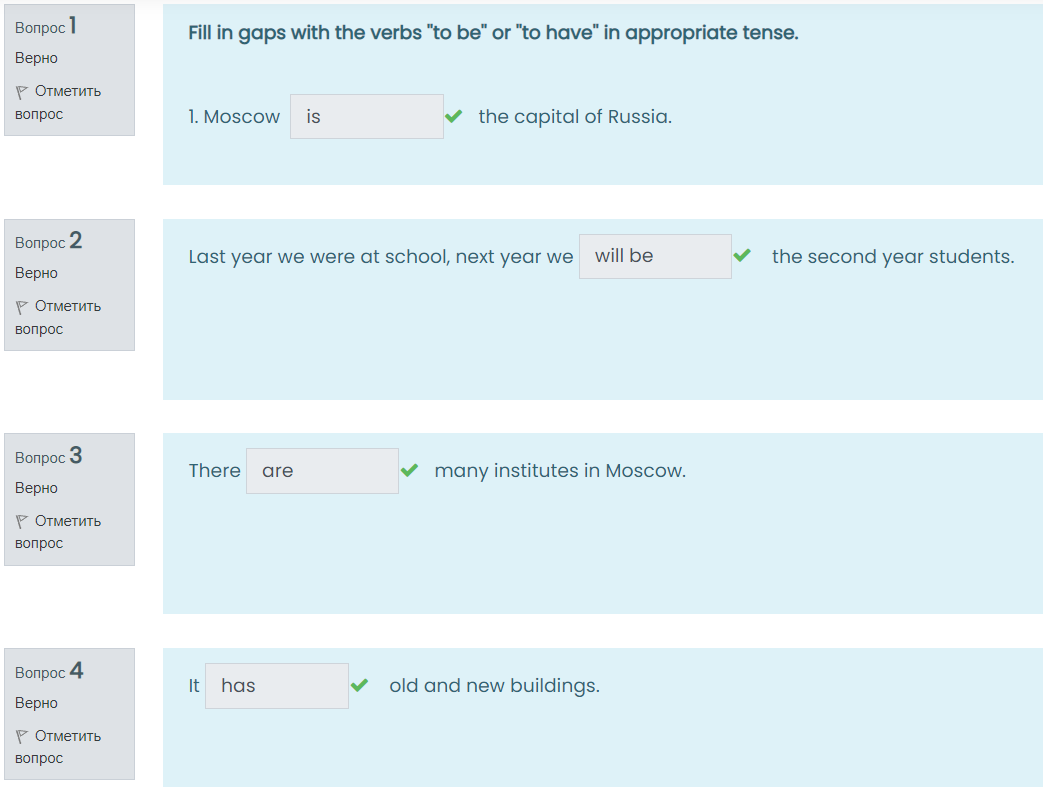 Вопрос 1
Верно
Отметить
вопрос
Fill in gaps with the verbs "to be" or "to have" in appropriate tense.
1. Moscow is the capital of Russia.
Вопрос 2
Верно
Отметить
вопрос
Last year we were at school, next year we will be the second year students.
Вопрос 3
Верно
Отметить
вопрос
There are many institutes in Moscow.
Вопрос 4
Верно
Отметить
вопрос
It has old and new buildings.